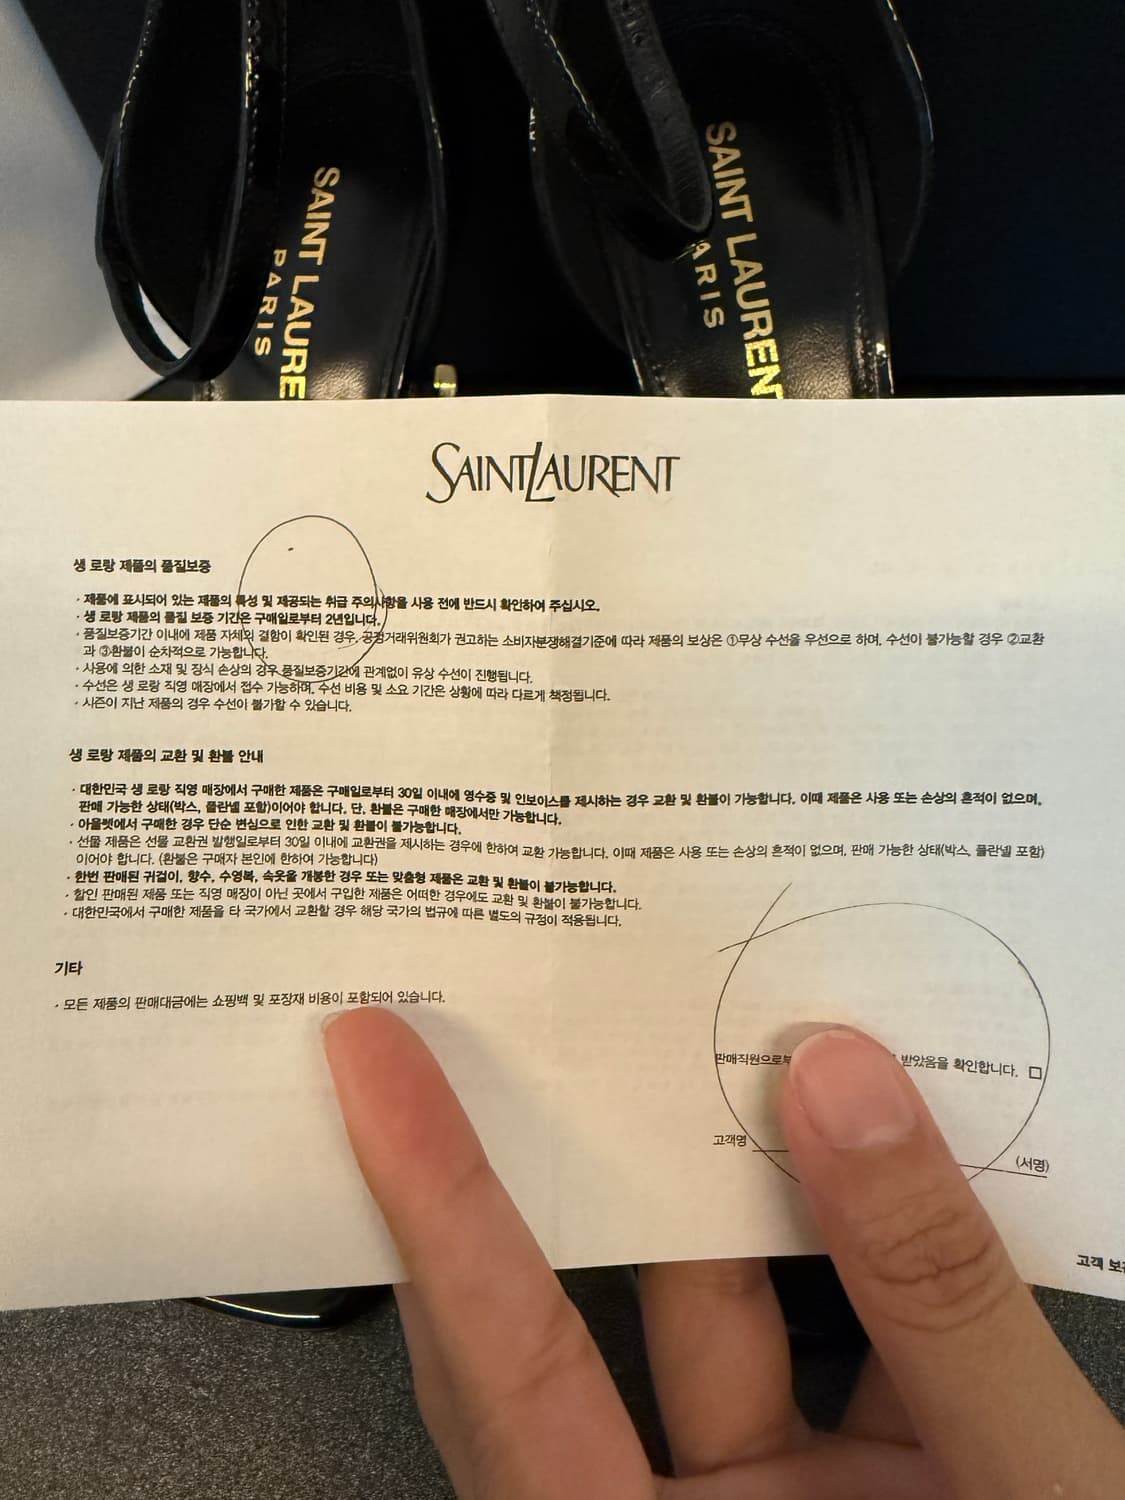 SAINT LAURE
PARIS
SAINT LAUREN
ARIS
SAINT LAURENT
생 로랑 제품의 품질보증
· 제품에 표시되어 있는 제품의 특성 및 제공되는 취급 주의사항을 사용 전에 반드시 확인하여 주십시오.
· 생 로랑 제품의 품질 보증 기간은 구매일로부터 2년입니다.
· 품질보증기간 이내에 제품 자체의 결함이 확인된 경우, 공정거래위원회가 권고하는 소비자분쟁해결기준에 따라 제품의 보상은 ①무상 수선을 우선으로 하며, 수선이 불가능할 경우 ②교환
과 ③환불이 순차적으로 가능합니다.
· 사용에 의한 소재 및 장식 손상의 경우 품질보증기간에 관계없이 유상 수선이 진행됩니다.
· 수선은 생 로랑 직영 매장에서 접수 가능하며, 수선 비용 및 소요 기간은 상황에 따라 다르게 책정됩니다.
· 시즌이 지난 제품의 경우 수선이 불가할 수 있습니다.
생 로랑 제품의 교환 및 환불 안내
· 대한민국 생 로랑 직영 매장에서 구매한 제품은 구매일로부터 30일 이내에 영수증 및 인보이스를 제시하는 경우 교환 및 환불이 가능합니다. 이때 제품은 사용 또는 손상의 흔적이 없으며,
판매 가능한 상태(박스, 플란넬 포함)이어야 합니다. 단, 환불은 구매한 매장에서만 가능합니다.
· 아울렛에서 구매한 경우 단순 변심으로 인한 교환 및 환불이 불가능합니다.
· 선물 제품은 선물 교환권 발행일로부터 30일 이내에 교환권을 제시하는 경우에 한하여 교환 가능합니다. 이때 제품은 사용 또는 손상의 흔적이 없으며, 판매 가능한 상태(박스, 플란넬 포함)
이어야 합니다. (환불은 구매자 본인에 한하여 가능합니다)
· 한번 판매된 귀걸이, 향수, 수영복, 속옷을 개봉한 경우 또는 맞춤형 제품은 교환 및 환불이 불가능합니다.
· 할인 판매된 제품 또는 직영 매장이 아닌 곳에서 구입한 제품은 어떠한 경우에도 교환 및 환불이 불가능합니다.
· 대한민국에서 구매한 제품을 타 국가에서 교환할 경우 해당 국가의 법규에 따른 별도의 규정이 적용됩니다.
기타
· 모든 제품의 판매대금에는 쇼핑백 및 포장재 비용이 포함되어 있습니다.
판매직원으로부 받았음을 확인합니다. □
고객명 (서명)
고객 보관